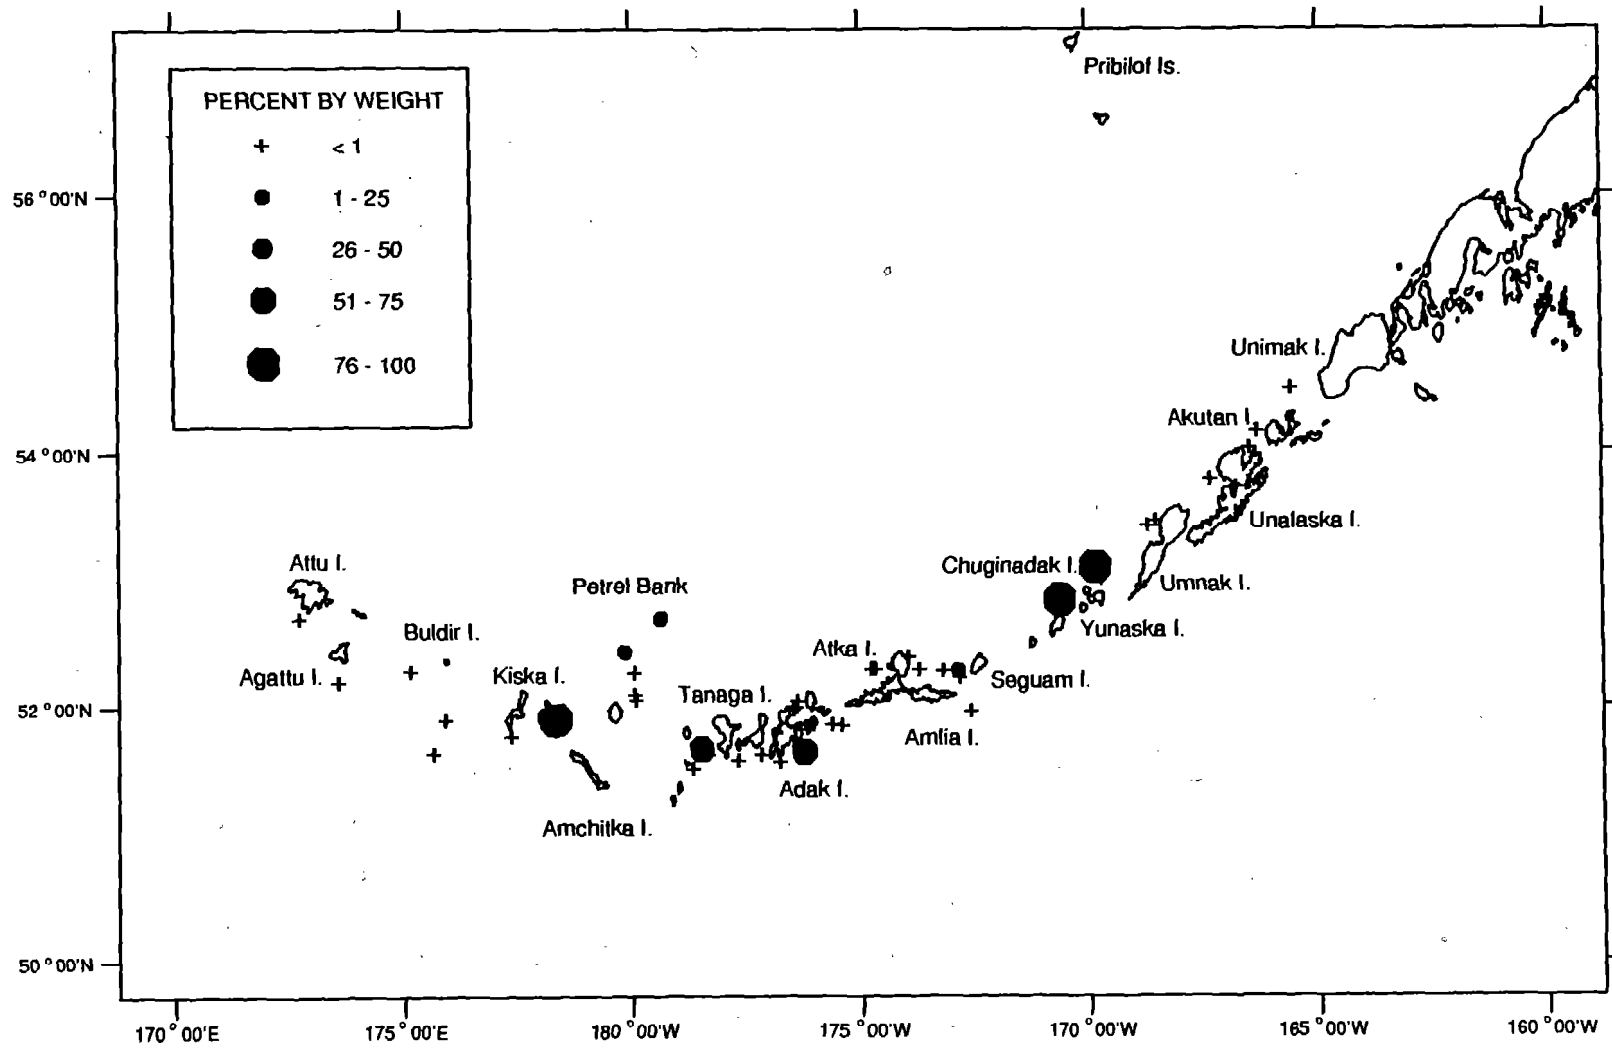 Pribilof Is.
PERCENT BY WEIGHT
+ < 1
1 - 25
26 - 50
51 - 75
76 - 100
56°00'N
Unimak I.
Akutan I.
54°00'N
Unalaska I.
Chuginadak I.
Attu I.
Petrel Bank
Umnak I.
Buldir I.
Yunaska I.
Atka I.
Agattu I.
Kiska I.
Seguam I.
Tanaga I.
52°00'N
Amlia I.
Adak I.
Amchitka I.
50°00'N
170°00'E 175°00'E 180°00'W 175°00'W 170°00'W 165°00'W 160°00'W